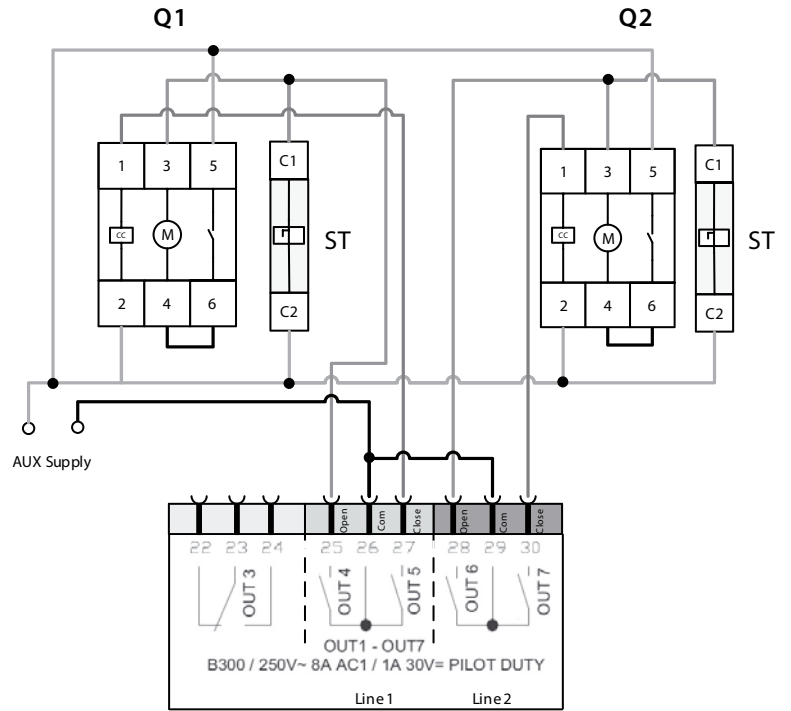 Q1 Q2
1 3 5 C1 1 3 5 C1
CC M ST CC M ST
2 4 6 C2 2 4 6 C2
AUX Supply
Open Com Close Open Com Close
22 23 24 25 26 27 28 29 30
OUT 3 OUT 4 OUT 5 OUT 6 OUT 7
OUT1 - OUT7
B300 / 250V~ 8A AC1 / 1A 30V= PILOT DUTY
Line 1 Line 2